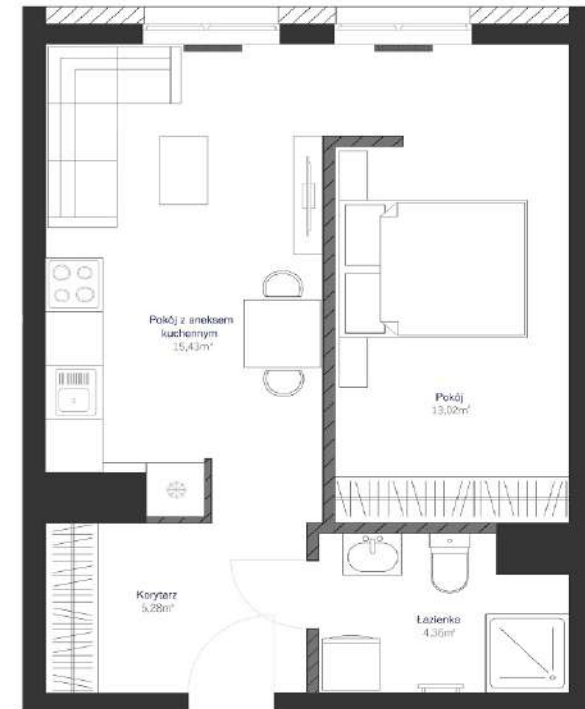 Pokój z aneksem
kuchennym
15,43m²
Pokój
13,02m²
Korytarz
5,28m²
Łazienka
4,36m²